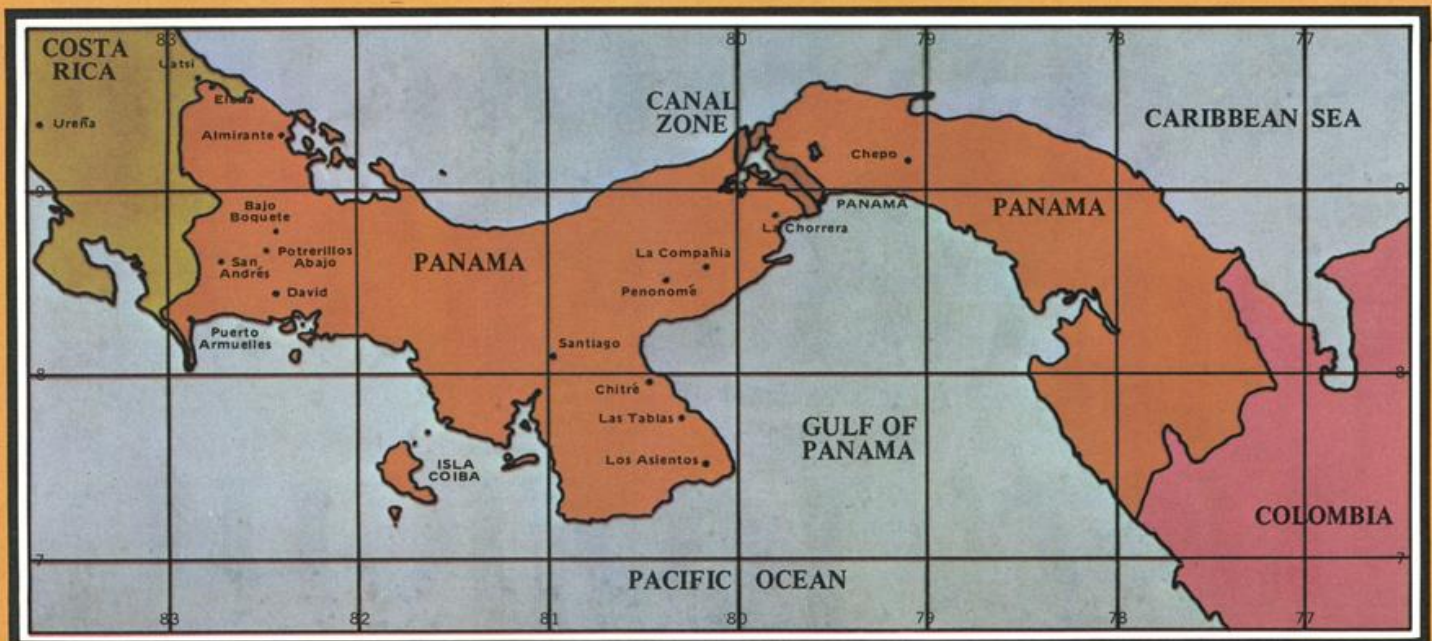 83
80
79
78
77
COSTA
RICA
Uatsi
Ureña
Almirante
CANAL
ZONE
CARIBBEAN SEA
Chepo
9
9
Bajo
Boquete
Potrerillos
Abajo
San
Andrés
David
PANAMA
PANAMÁ
La Chorrera
PANAMA
La Compañia
Penonomé
Puerto
Armuelles
Santiago
8
8
Chitré
Las Tablas
Los Asientos
GULF OF
PANAMA
ISLA
COIBA
COLOMBIA
7
7
PACIFIC OCEAN
83
82
81
80
79
78
77